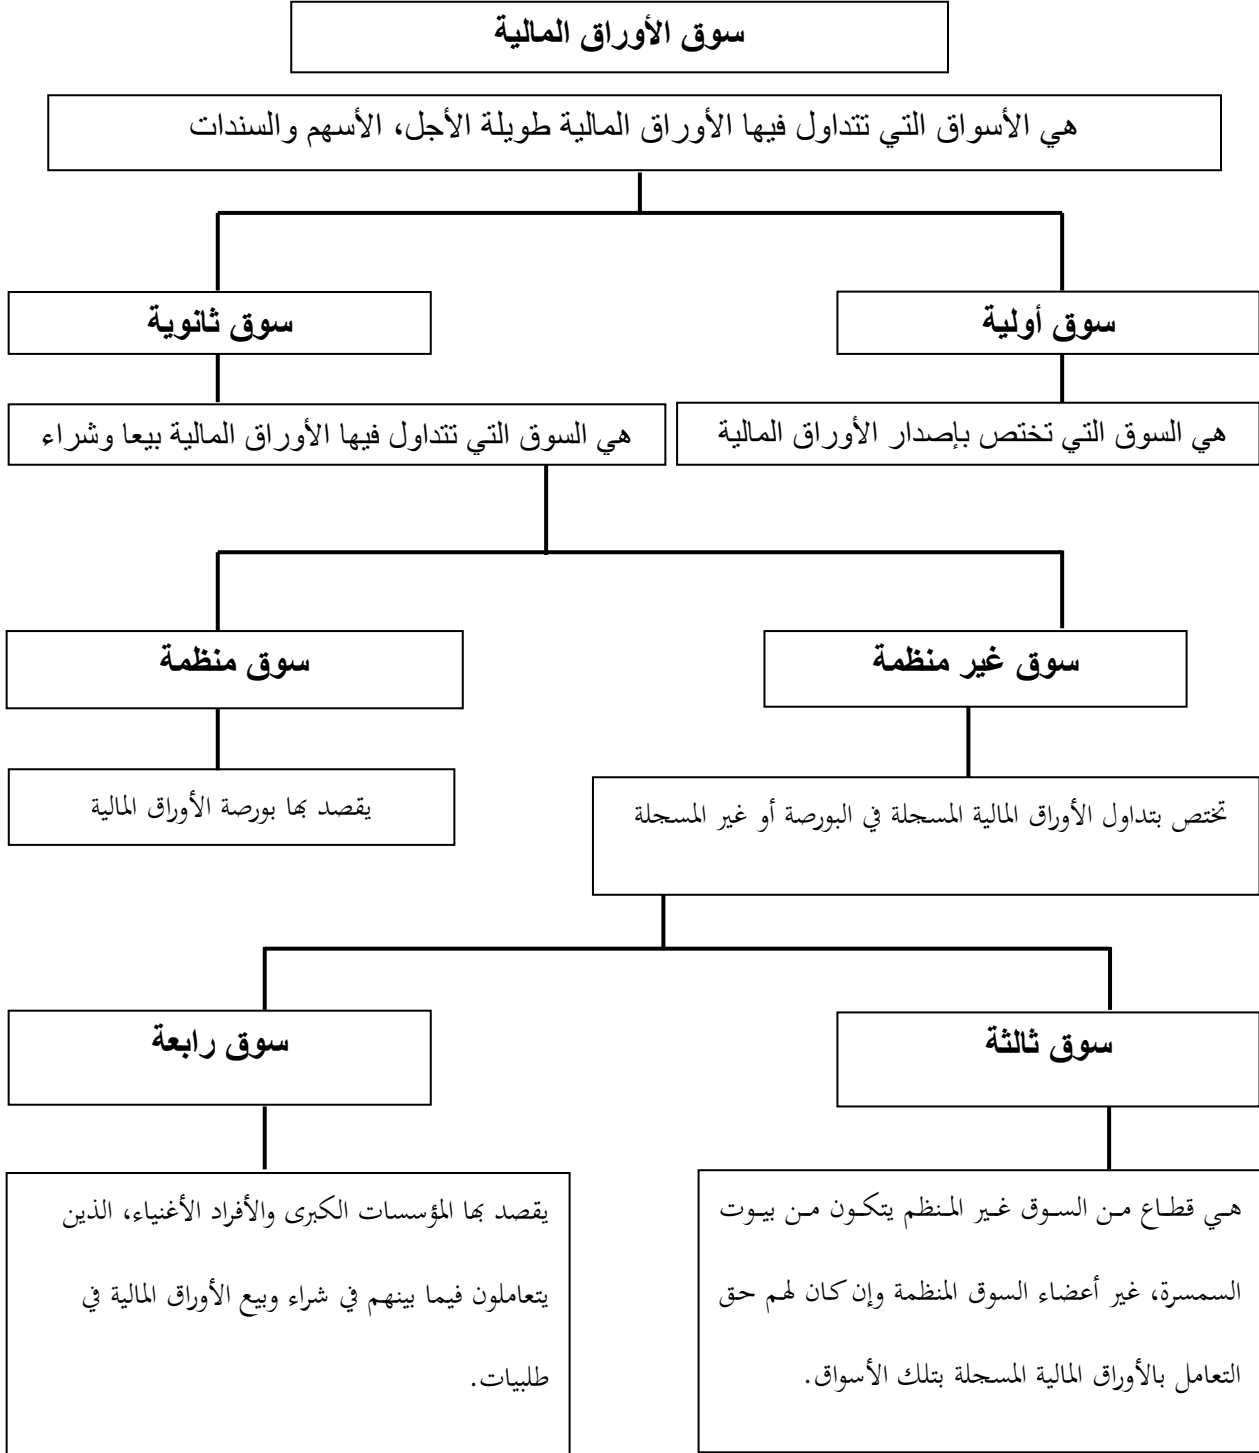 سوق الأوراق المالية
هي الأسواق التي تتداول فيها الأوراق المالية طويلة الأجل، الأسهم والسندات
سوق أولية
سوق ثانوية
هي السوق التي تختص بإصدار الأوراق المالية
هي السوق التي تتداول فيها الأوراق المالية بيعا وشراء
سوق غير منظمة
سوق منظمة
تختص بتداول الأوراق المالية المسجلة في البورصة أو غير المسجلة
يقصد بها بورصة الأوراق المالية
سوق ثالثة
سوق رابعة
هي قطاع من السوق غير المنظم يتكون من بيوت
السمسرة، غير أعضاء السوق المنظمة وإن كان لهم حق
التعامل بالأوراق المالية المسجلة بتلك الأسواق.
يقصد بها المؤسسات الكبرى والأفراد الأغنياء، الذين
يتعاملون فيما بينهم في شراء وبيع الأوراق المالية في
طلبيات.